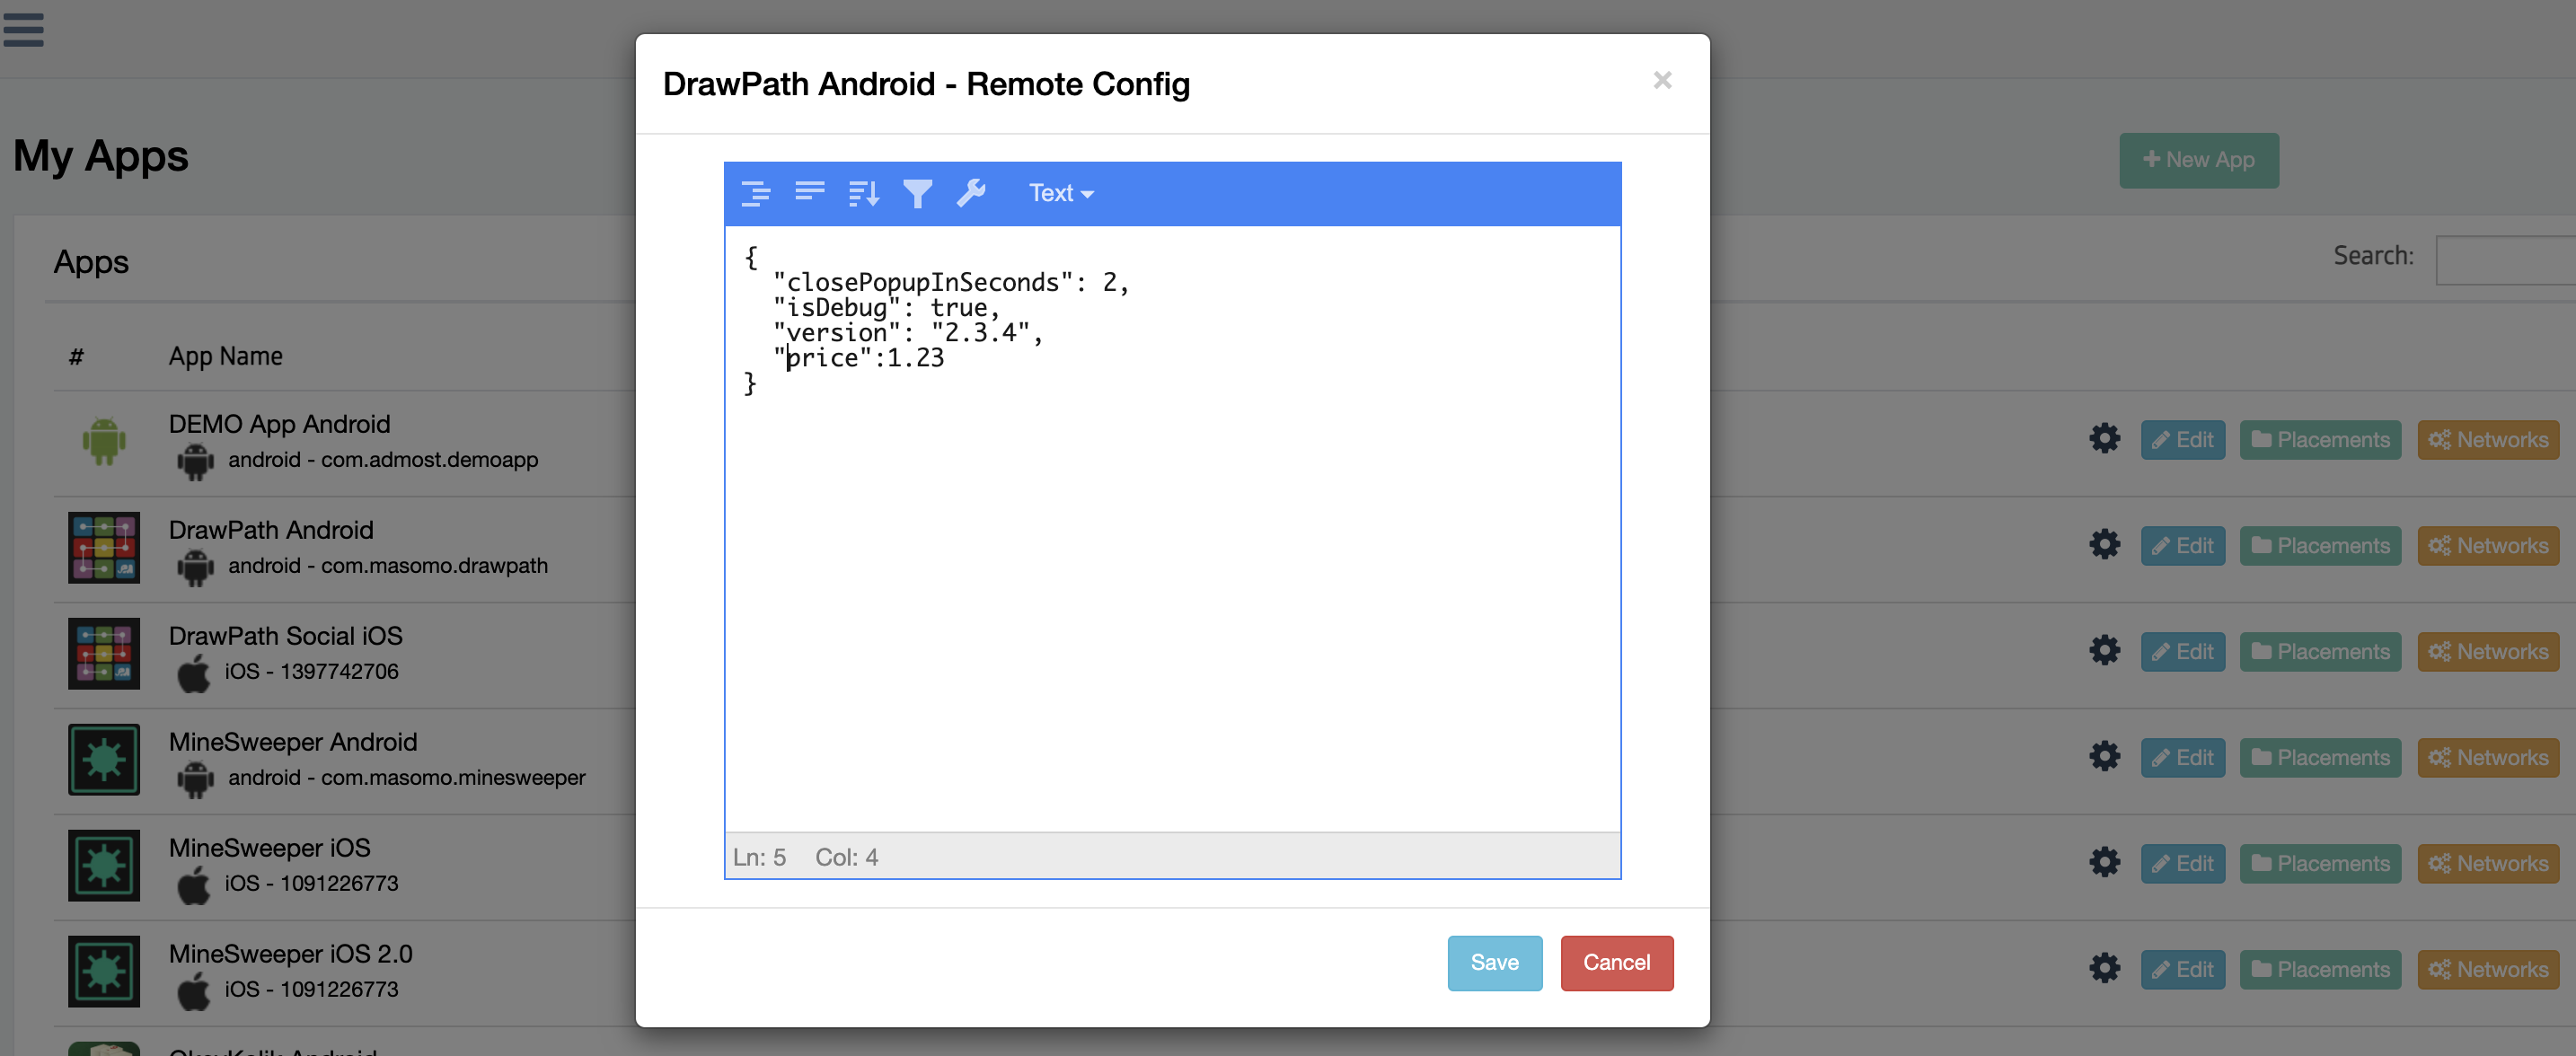 DrawPath Android - Remote Config
×
My Apps
+ New App
Text
{
"closePopupInSeconds": 2,
"isDebug": true,
"version": "2.3.4",
"price":1.23
}
Ln: 5 Col: 4
Save Cancel
Apps
Search:
# App Name
DEMO App Android
android - com.admost.demoapp
Edit Placements Networks
DrawPath Android
android - com.masomo.drawpath
Edit Placements Networks
DrawPath Social iOS
iOS - 1397742706
Edit Placements Networks
MineSweeper Android
android - com.masomo.minesweeper
Edit Placements Networks
MineSweeper iOS
iOS - 1091226773
Edit Placements Networks
MineSweeper iOS 2.0
iOS - 1091226773
Edit Placements Networks